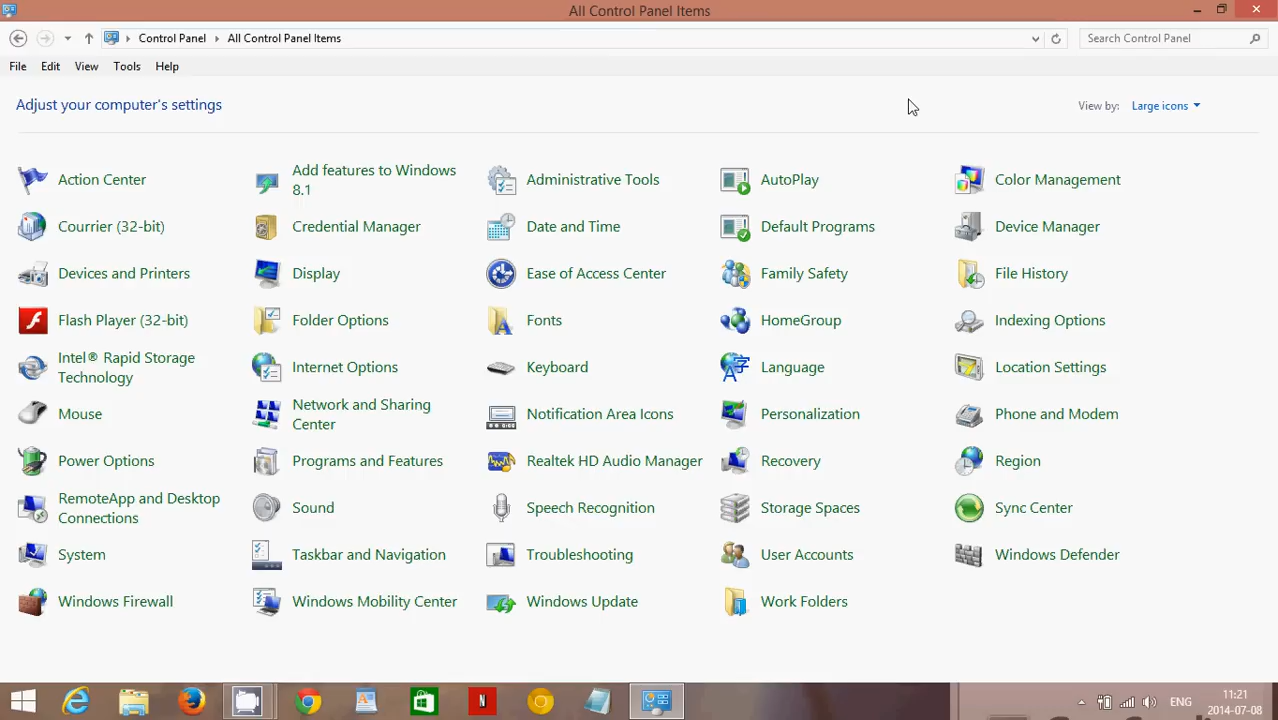 All Control Panel Items
Control Panel All Control Panel Items Search Control Panel
File Edit View Tools Help
Adjust your computer's settings View by: Large icons
Action Center
Add features to Windows
8.1
Administrative Tools
AutoPlay
Color Management
Courrier (32-bit)
Credential Manager
Date and Time
Default Programs
Device Manager
Devices and Printers
Display
Ease of Access Center
Family Safety
File History
Flash Player (32-bit)
Folder Options
Fonts
HomeGroup
Indexing Options
Intel® Rapid Storage
Technology
Internet Options
Keyboard
Language
Location Settings
Mouse
Network and Sharing
Center
Notification Area Icons
Personalization
Phone and Modem
Power Options
Programs and Features
Realtek HD Audio Manager
Recovery
Region
RemoteApp and Desktop
Connections
Sound
Speech Recognition
Storage Spaces
Sync Center
System
Taskbar and Navigation
Troubleshooting
User Accounts
Windows Defender
Windows Firewall
Windows Mobility Center
Windows Update
Work Folders
N
ENG
11:21
2014-07-08